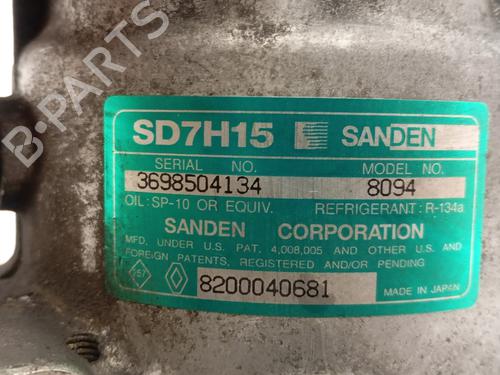 SD7H15 SANDEN
SERIAL NO. MODEL NO.
3698504134 8094
OIL: SP-10 OR EQUIV. REFRIGERANT: R-134a
SANDEN CORPORATION
MFD. UNDER U.S. PAT. 4,008,005 AND OTHER U.S. AND
FOREIGN PATENTS, REGISTERED AND/OR PENDING
157 8200040681 MADE IN JAPAN
B-PARTS